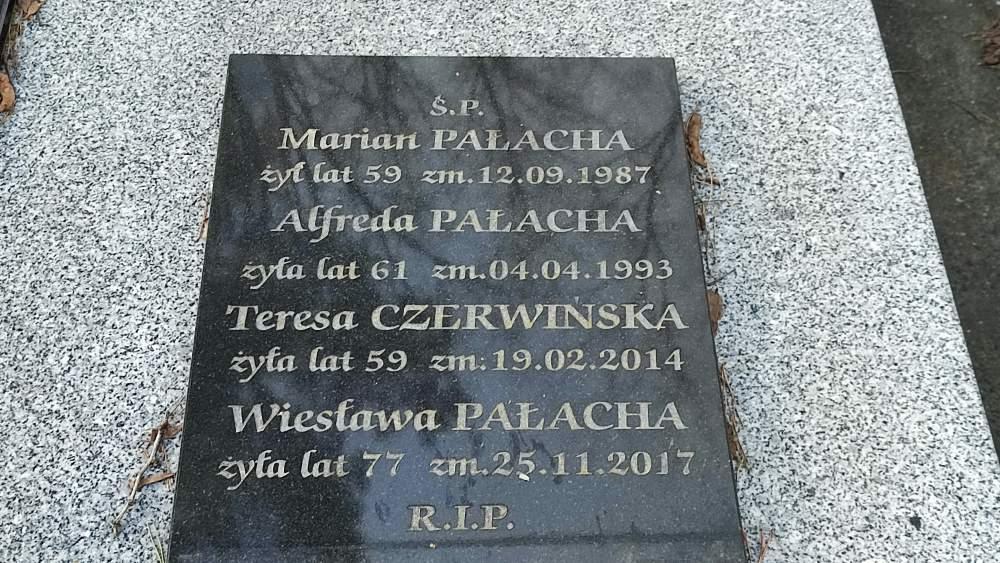 Ś.P.
Marian PAŁACHA
żył lat 59 zm.12.09.1987
Alfreda PAŁACHA
żyła lat 61 zm.04.04.1993
Teresa CZERWIŃSKA
żyła lat 59 zm.19.02.2014
Wiesława PAŁACHA
żyła lat 77 zm.25.11.2017
R.I.P.